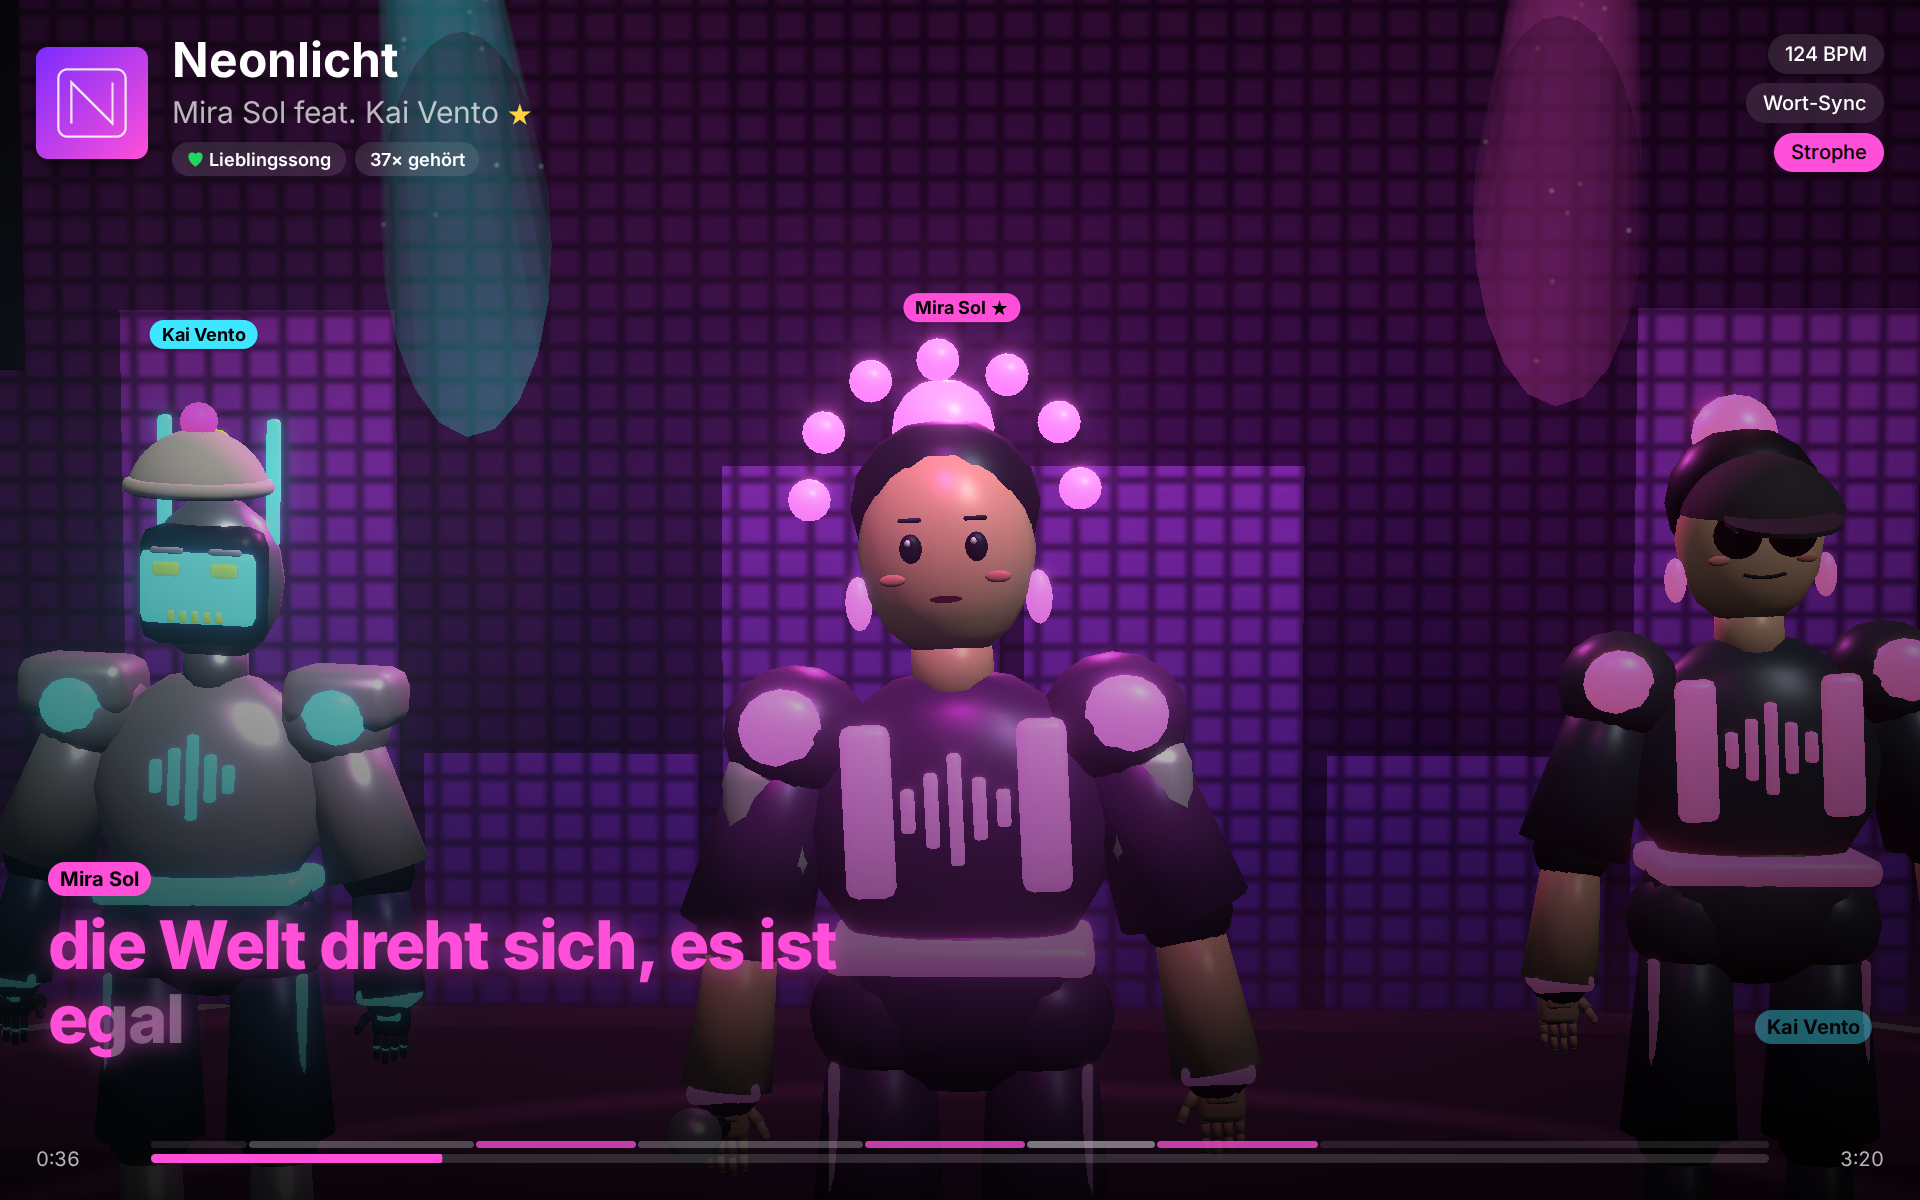 N
Neonlicht
Mira Sol feat. Kai Vento ★
Lieblingssong
37× gehört
124 BPM
Wort-Sync
Strophe
Mira Sol ★
Kai Vento
Mira Sol
die Welt dreht sich, es ist
egal
Kai Vento
0:36
3:20